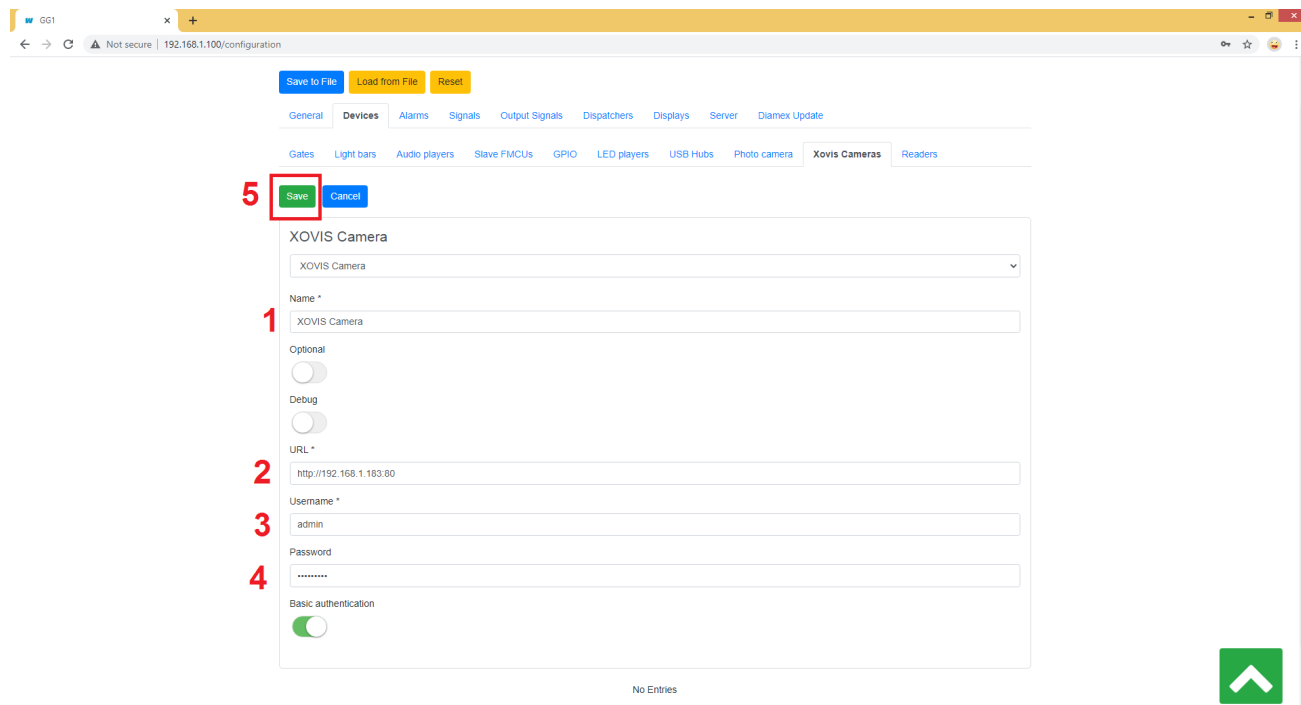 GG1
Not secure | 192.168.1.100/configuration
Save to File Load from File Reset
General Devices Alarms Signals Output Signals Dispatchers Displays Server Diamex Update
Gates Light bars Audio players Slave FMCUs GPIO LED players USB Hubs Photo camera Xovis Cameras Readers
5 Save Cancel
XOVIS Camera
XOVIS Camera
Name *
1 XOVIS Camera
Optional
Debug
URL *
2 http://192.168.1.183:80
Username *
3 admin
Password
4 •••••••••
Basic authentication
No Entries